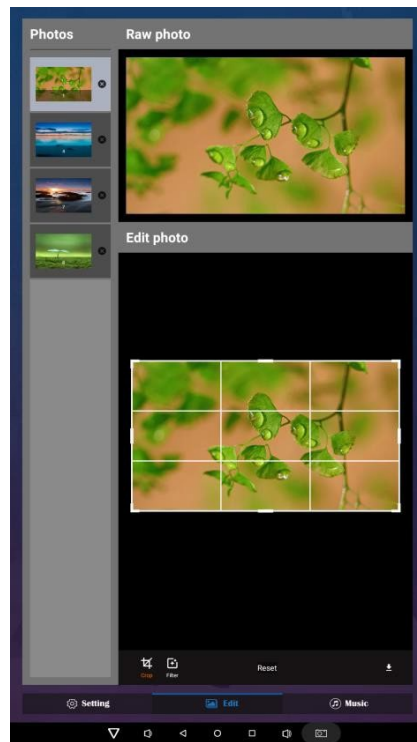 Photos
Raw photo
Edit photo
Crop
Filter
Reset
Setting
Edit
Music